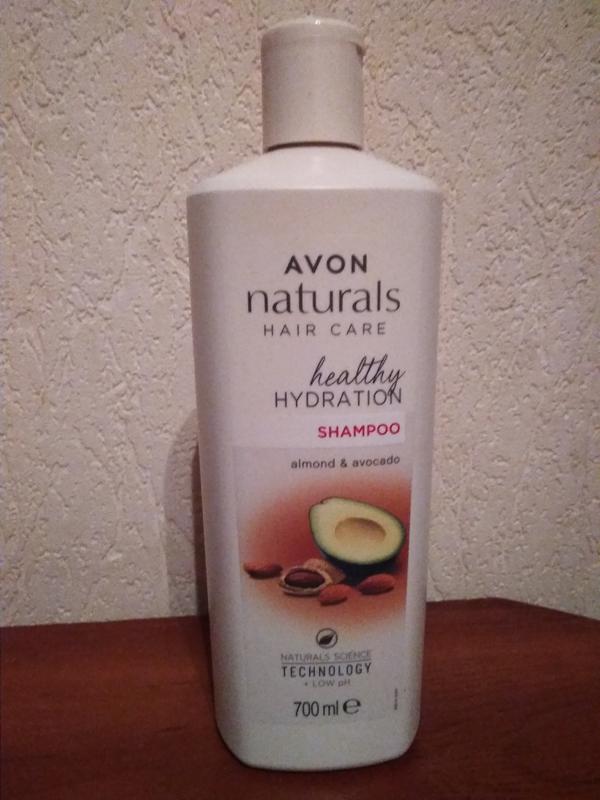 AVON
naturals
HAIR CARE
healthy
HYDRATION
SHAMPOO
almond & avocado
NATURALS SCIENCE
TECHNOLOGY
+ LOW pH
700 ml e